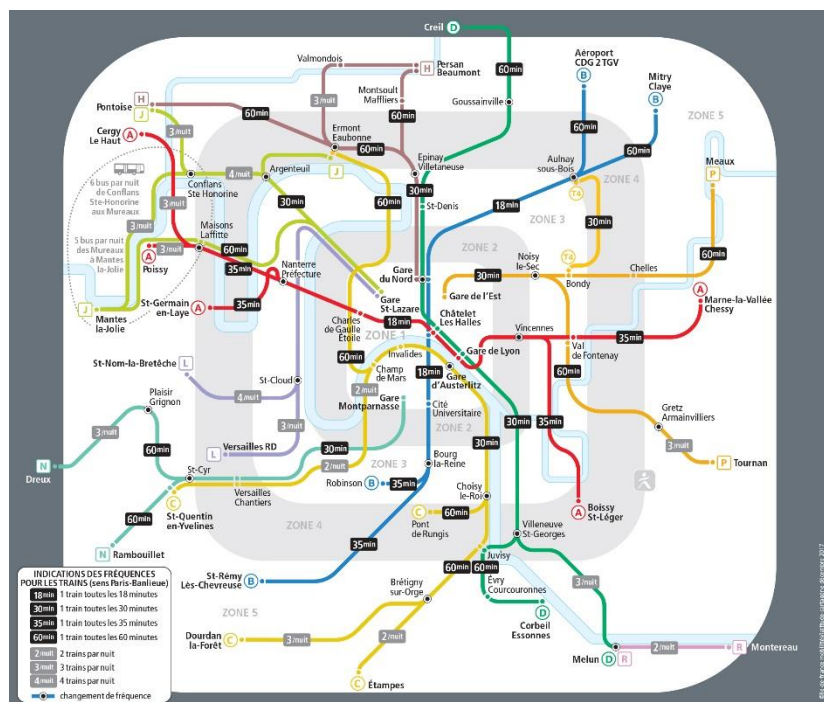 Creil D
Valmondois
H Persan
Beaumont
Aéroport
CDG 2 TGV
B
Mitry
Claye
B
ZONE 5
H
Pontoise
J
3/nuit
Montsoult
Maffliers
60min
Goussainville
60min
60min
Cergy
Le Haut A
3/nuit
60min
Ermont
Eaubonne
60min
60min
60min
ZONE 4
Meaux
P
6 bus par nuit
de Conflans
Ste-Honorine
aux Mureaux
4/nuit
J
Argenteuil
Epinay
Villetaneuse
Aulnay
sous-Bois
Conflans
Ste Honorine
30min
60min
30min
St-Denis
18min
T4
3/nuit
3/nuit
ZONE 3
30min
5 bus par nuit
des Mureaux
à Mantes
la-Jolie
Maisons
Laffitte
60min
ZONE 2
Noisy
le-Sec
T4
60min
3/nuit
Poissy
A
35min
Nanterre
Préfecture
Gare
du Nord
30min
Bondy
Chelles
J
Mantes
la-Jolie
St-Germain
en-Laye
A
35min
Gare
St-Lazare
Gare de l'Est
A
Marne-la-Vallée
Chessy
Charles
de Gaulle
Étoile
18min
Châtelet
Les Halles
Vincennes
35min
ZONE 1
Gare de Lyon
Val
de Fontenay
St-Nom-la-Bretèche
L
60min
Invalides
Champ
de Mars
18min
Gare
d'Austerlitz
60min
Plaisir
Grignon
St-Cloud
4/nuit
2/nuit
Gare
Montparnasse
Cité
Universitaire
Gretz
Armainvilliers
3/nuit
3/nuit
L
Versailles RD
30min
ZONE 2
30min
30min
35min
3/nuit
N
Dreux
60min
St-Cyr
2/nuit
ZONE 3
Bourg
la-Reine
P Tournan
Versailles
Chantiers
Robinson B
35min
Choisy
le-Roi
C
St-Quentin
en-Yvelines
60min
ZONE 4
C
60min
Pont
de Rungis
A
Boissy
St-Léger
N
Rambouillet
35min
Villeneuve
St-Georges
INDICATIONS DES FRÉQUENCES
POUR LES TRAINS (sens Paris-Banlieue)
18min 1 train toutes les 18 minutes
30min 1 train toutes les 30 minutes
35min 1 train toutes les 35 minutes
60min 1 train toutes les 60 minutes
2/nuit 2 trains par nuit
3/nuit 3 trains par nuit
4/nuit 4 trains par nuit
changement de fréquence
St-Rémy
Lès-Chevreuse
B
Juvisy
60min
60min
3/nuit
ZONE 5
Brétigny
sur-Orge
Évry
Courcouronnes
D
Corbeil
Essonnes
Dourdan
la-Forêt
C
3/nuit
2/nuit
Melun D R
2/nuit
R Montereau
C
Étampes